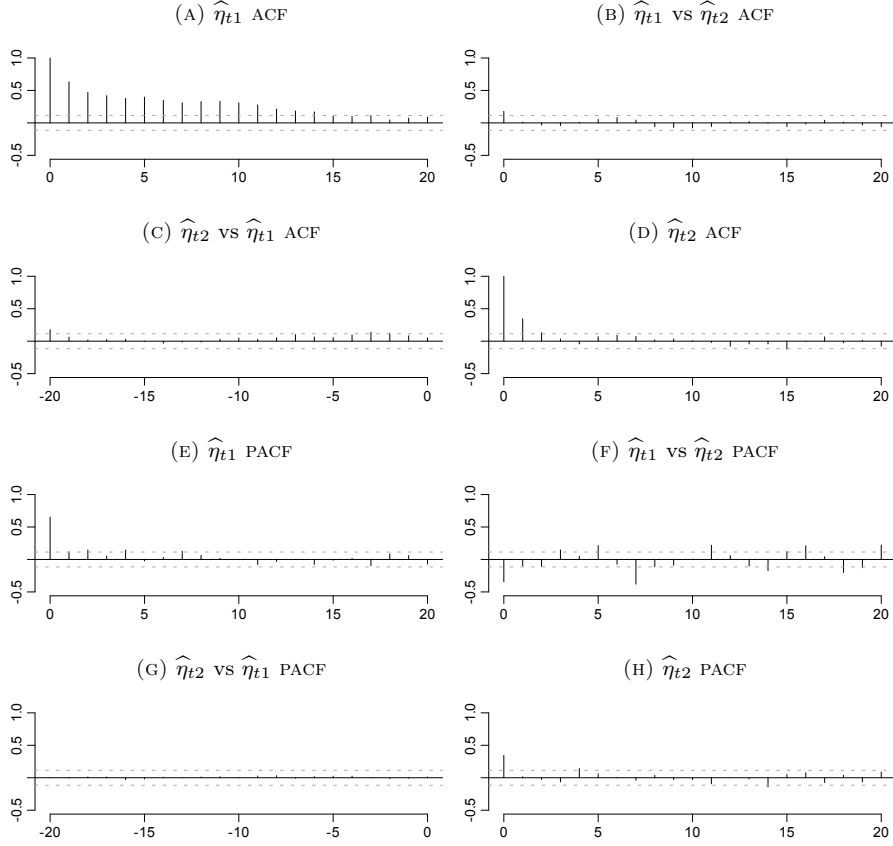 (A) η̂t1 ACF
(B) η̂t1 vs η̂t2 ACF
-0.5 0.5 1.0
0 5 10 15 20
-0.5 0.5 1.0
0 5 10 15 20
(C) η̂t2 vs η̂t1 ACF
(D) η̂t2 ACF
-0.5 0.5 1.0
-20 -15 -10 -5 0
-0.5 0.5 1.0
0 5 10 15 20
(E) η̂t1 PACF
(F) η̂t1 vs η̂t2 PACF
-0.5 0.5 1.0
0 5 10 15 20
-0.5 0.5 1.0
0 5 10 15 20
(G) η̂t2 vs η̂t1 PACF
(H) η̂t2 PACF
-0.5 0.5 1.0
-20 -15 -10 -5 0
-0.5 0.5 1.0
0 5 10 15 20